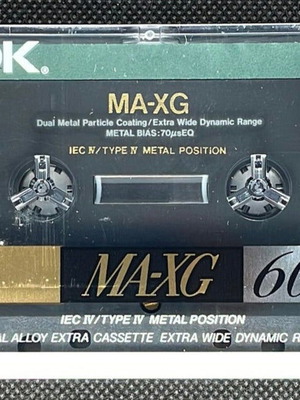 DK®
MA-XG
Dual Metal Particle Coating/Extra Wide Dynamic Range
METAL BIAS:70µsEQ
IEC IV/TYPE IV METAL POSITION
MA-XG 60
IEC IV/TYPE IV METAL POSITION
AL ALLOY EXTRA CASSETTE EXTRA WIDE DYNAMIC R